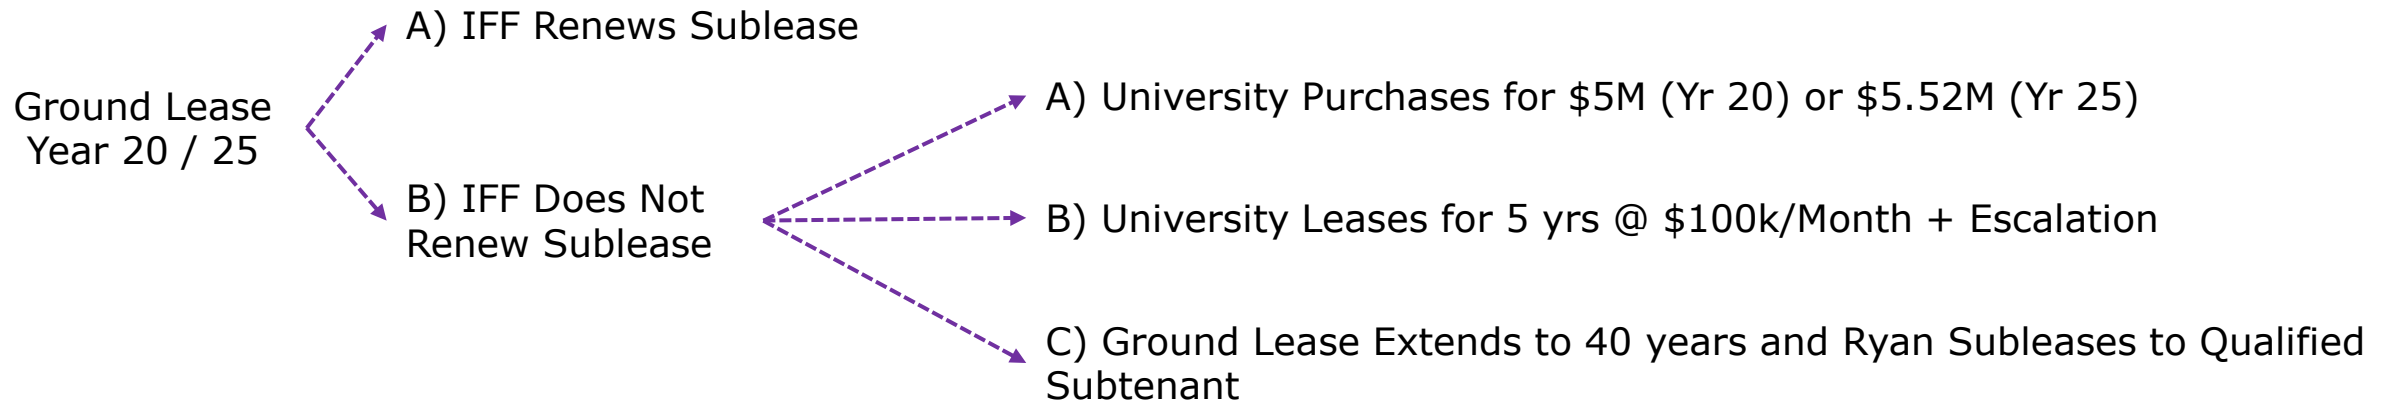 Ground Lease
Year 20 / 25
A) IFF Renews Sublease
B) IFF Does Not
Renew Sublease
A) University Purchases for $5M (Yr 20) or $5.52M (Yr 25)
B) University Leases for 5 yrs @ $100k/Month + Escalation
C) Ground Lease Extends to 40 years and Ryan Subleases to Qualified
Subtenant